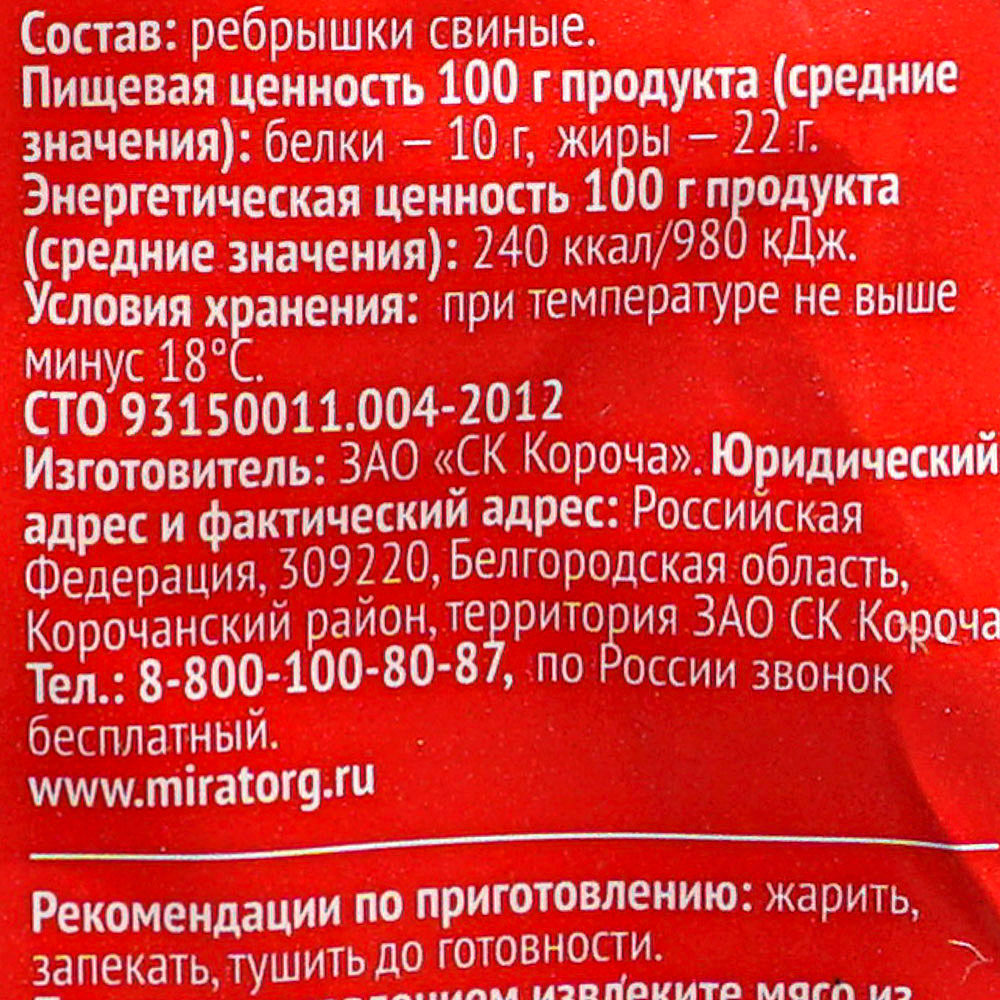 Состав: ребрышки свиные.
Пищевая ценность 100 г продукта (средние
значения): белки – 10 г, жиры – 22 г.
Энергетическая ценность 100 г продукта
(средние значения): 240 ккал/980 кДж.
Условия хранения: при температуре не выше
минус 18°С.
СТО 93150011.004-2012
Изготовитель: ЗАО «СК Короча». Юридический
адрес и фактический адрес: Российская
Федерация, 309220, Белгородская область,
Корочанский район, территория ЗАО СК Короча
Тел.: 8-800-100-80-87, по России звонок
бесплатный.
www.miratorg.ru
Рекомендации по приготовлению: жарить,
запекать, тушить до готовности.
извлеките мясо из